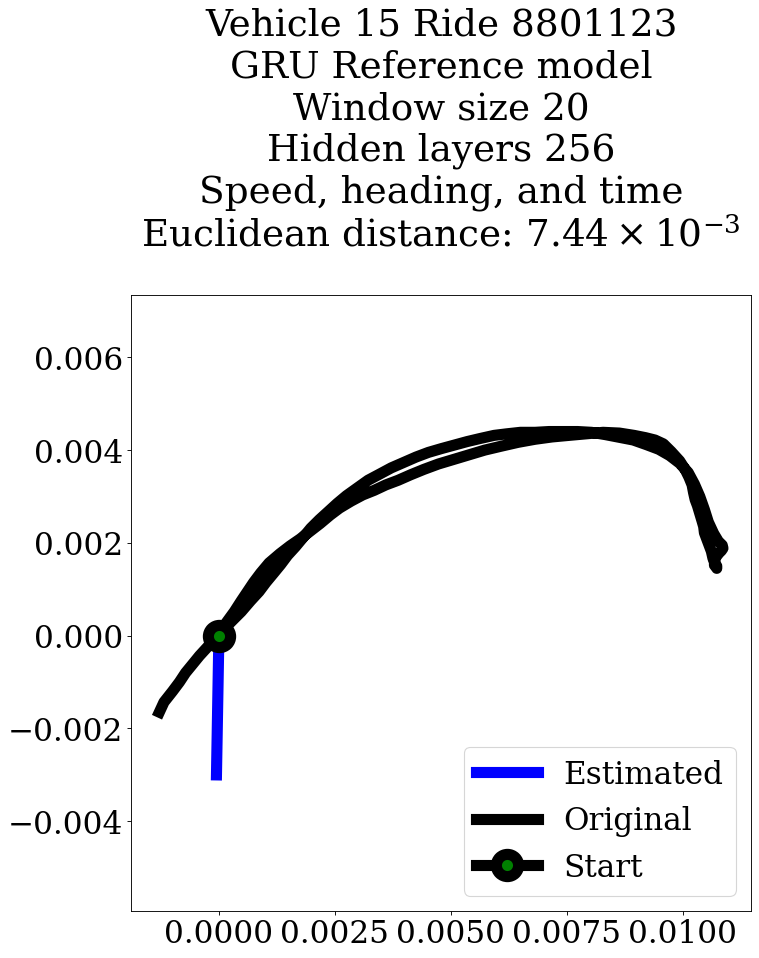 Vehicle 15 Ride 8801123
GRU Reference model
Window size 20
Hidden layers 256
Speed, heading, and time
Euclidean distance: 7.44 × 10⁻³
0.006
0.004
0.002
0.000
−0.002
−0.004
Estimated
Original
Start
0.0000 0.0025 0.0050 0.0075 0.0100